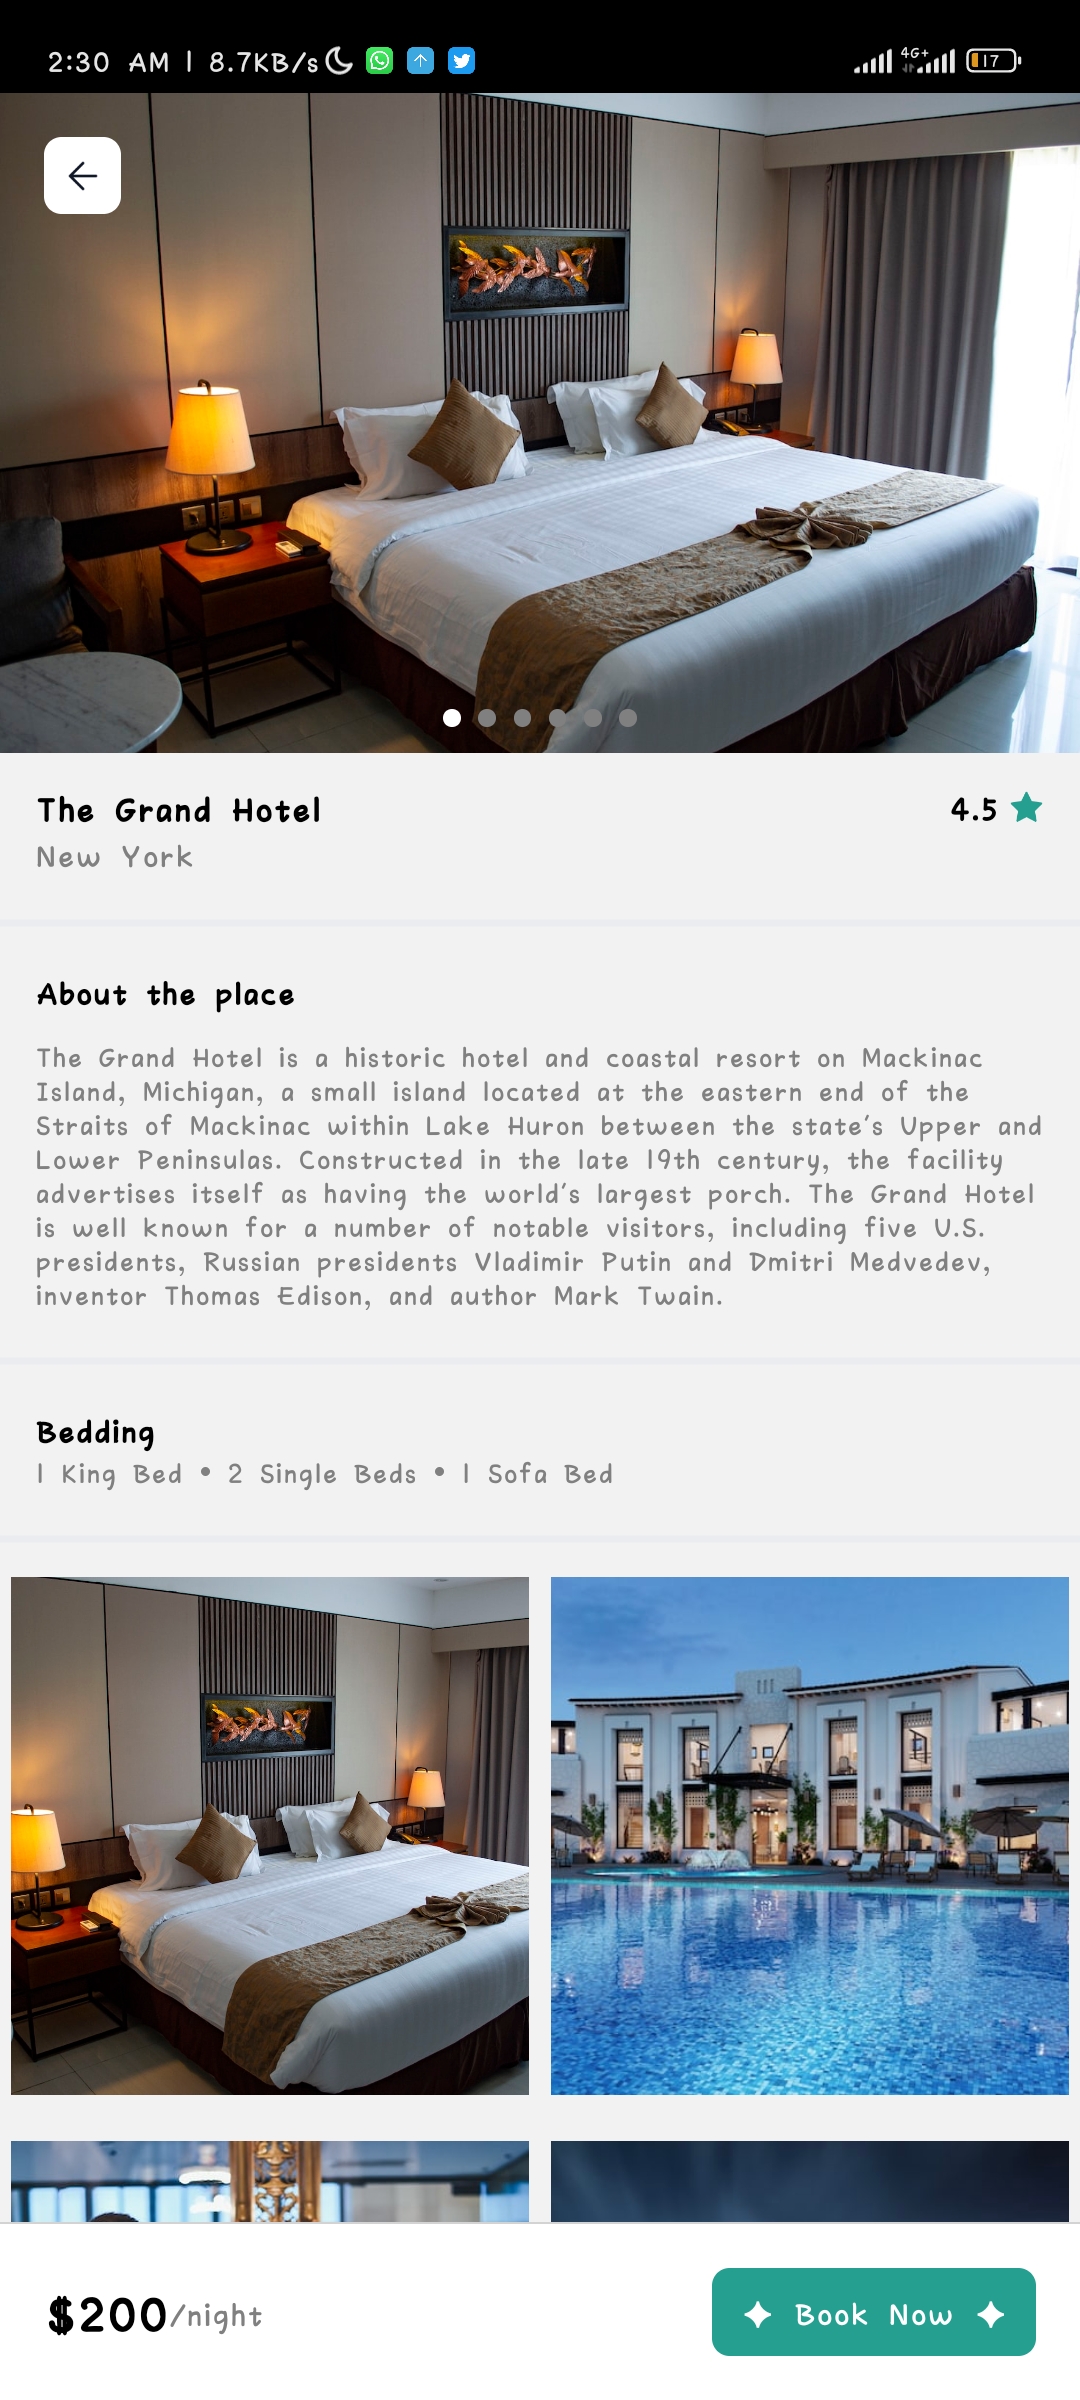 2:30 AM | 8.7KB/s
4G+
17
The Grand Hotel
4.5
New York
About the place
The Grand Hotel is a historic hotel and coastal resort on Mackinac
Island, Michigan, a small island located at the eastern end of the
Straits of Mackinac within Lake Huron between the state's Upper and
Lower Peninsulas. Constructed in the late 19th century, the facility
advertises itself as having the world's largest porch. The Grand Hotel
is well known for a number of notable visitors, including five U.S.
presidents, Russian presidents Vladimir Putin and Dmitri Medvedev,
inventor Thomas Edison, and author Mark Twain.
Bedding
1 King Bed • 2 Single Beds • 1 Sofa Bed
$200/night
Book Now